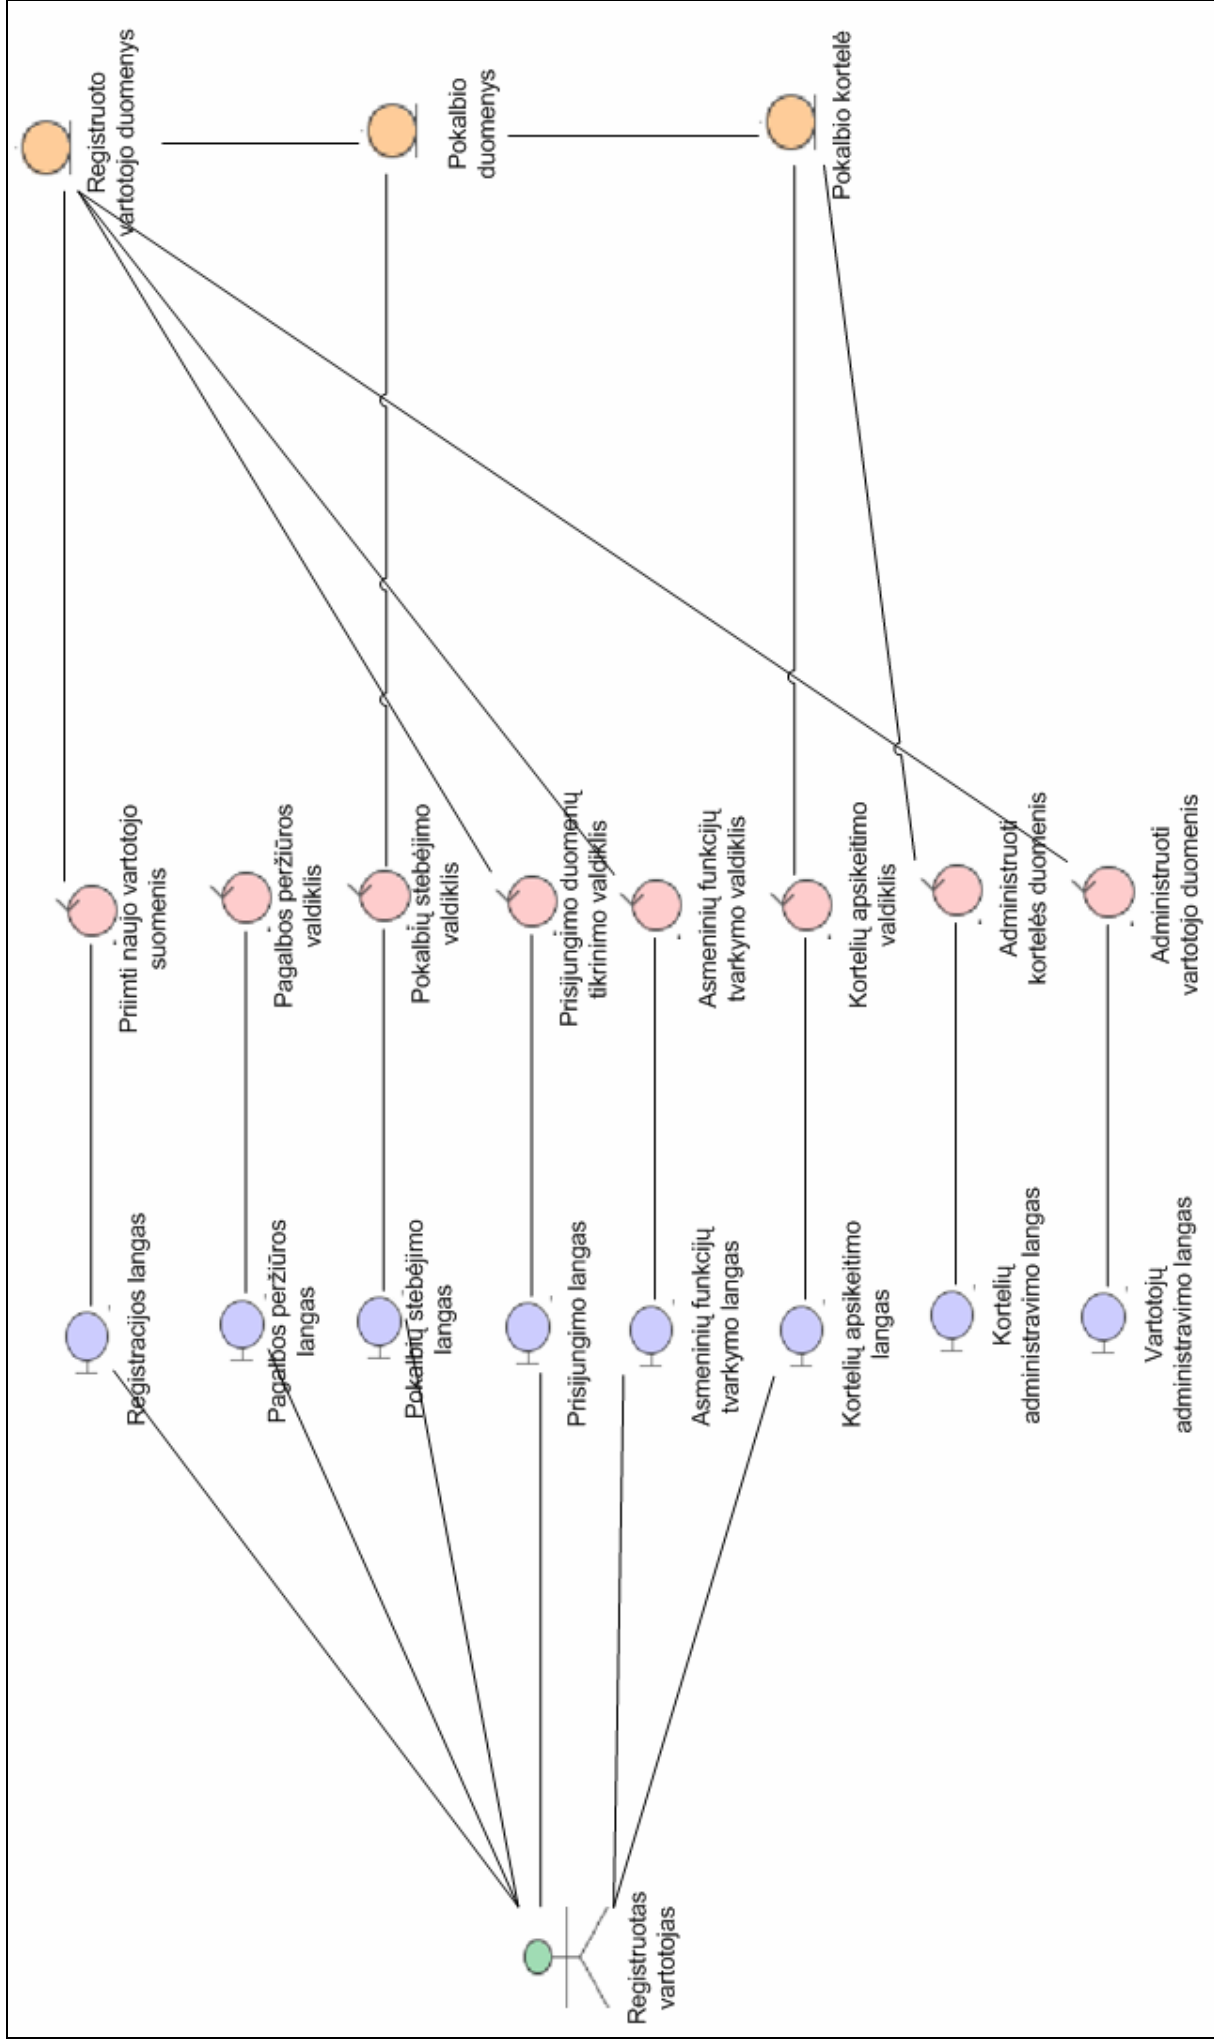 Registruotas
vartotojas
Registracijos langas
Pagalbos peržiūros
langas
Pokalbių stebėjimo
langas
Prisijungimo langas
Asmeninių funkcijų
tvarkymo langas
Kortelių apsikeitimo
langas
Kortelių
administravimo langas
Vartotojų
administravimo langas
Priimti naujo vartotojo
suomenis
Pagalbos peržiūros
valdiklis
Pokalbių stebėjimo
valdiklis
Prisijungimo duomenų
tikrinimo valdiklis
Asmeninių funkcijų
tvarkymo valdiklis
Kortelių apsikeitimo
valdiklis
Administruoti
kortelės duomenis
Administruoti
vartotojo duomenis
Registruoto
vartotojo duomenys
Pokalbio
duomenys
Pokalbio kortelė